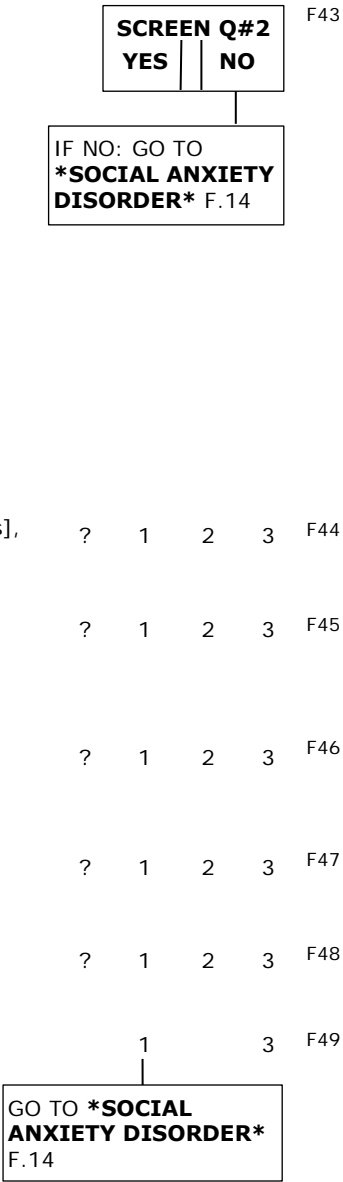 SCREEN Q#2 F43
YES NO
IF NO: GO TO
*SOCIAL ANXIETY
DISORDER* F.14
s], ? 1 2 3 F44
? 1 2 3 F45
? 1 2 3 F46
? 1 2 3 F47
? 1 2 3 F48
1 3 F49
GO TO *SOCIAL
ANXIETY DISORDER*
F.14